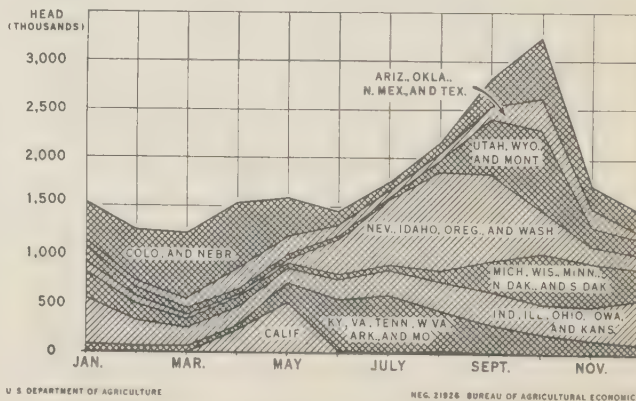 HEAD
(THOUSANDS)
3,000
2,500
2,000
1,500
1,000
500
0
ARIZ., OKLA.,
N. MEX., AND TEX.
UTAH, WYO.,
AND MONT.
COLO. AND NEBR.
NEV., IDAHO, OREG., AND WASH.
MICH., WIS., MINN.,
N. DAK., AND S. DAK.
CALIF.
KY., VA., TENN., W. VA.,
ARK., AND MO.
IND., ILL., OHIO, IOWA,
AND KANS.
JAN. MAR. MAY JULY SEPT. NOV.
U. S. DEPARTMENT OF AGRICULTURE
NEG. 21926 BUREAU OF AGRICULTURAL ECONOMIC